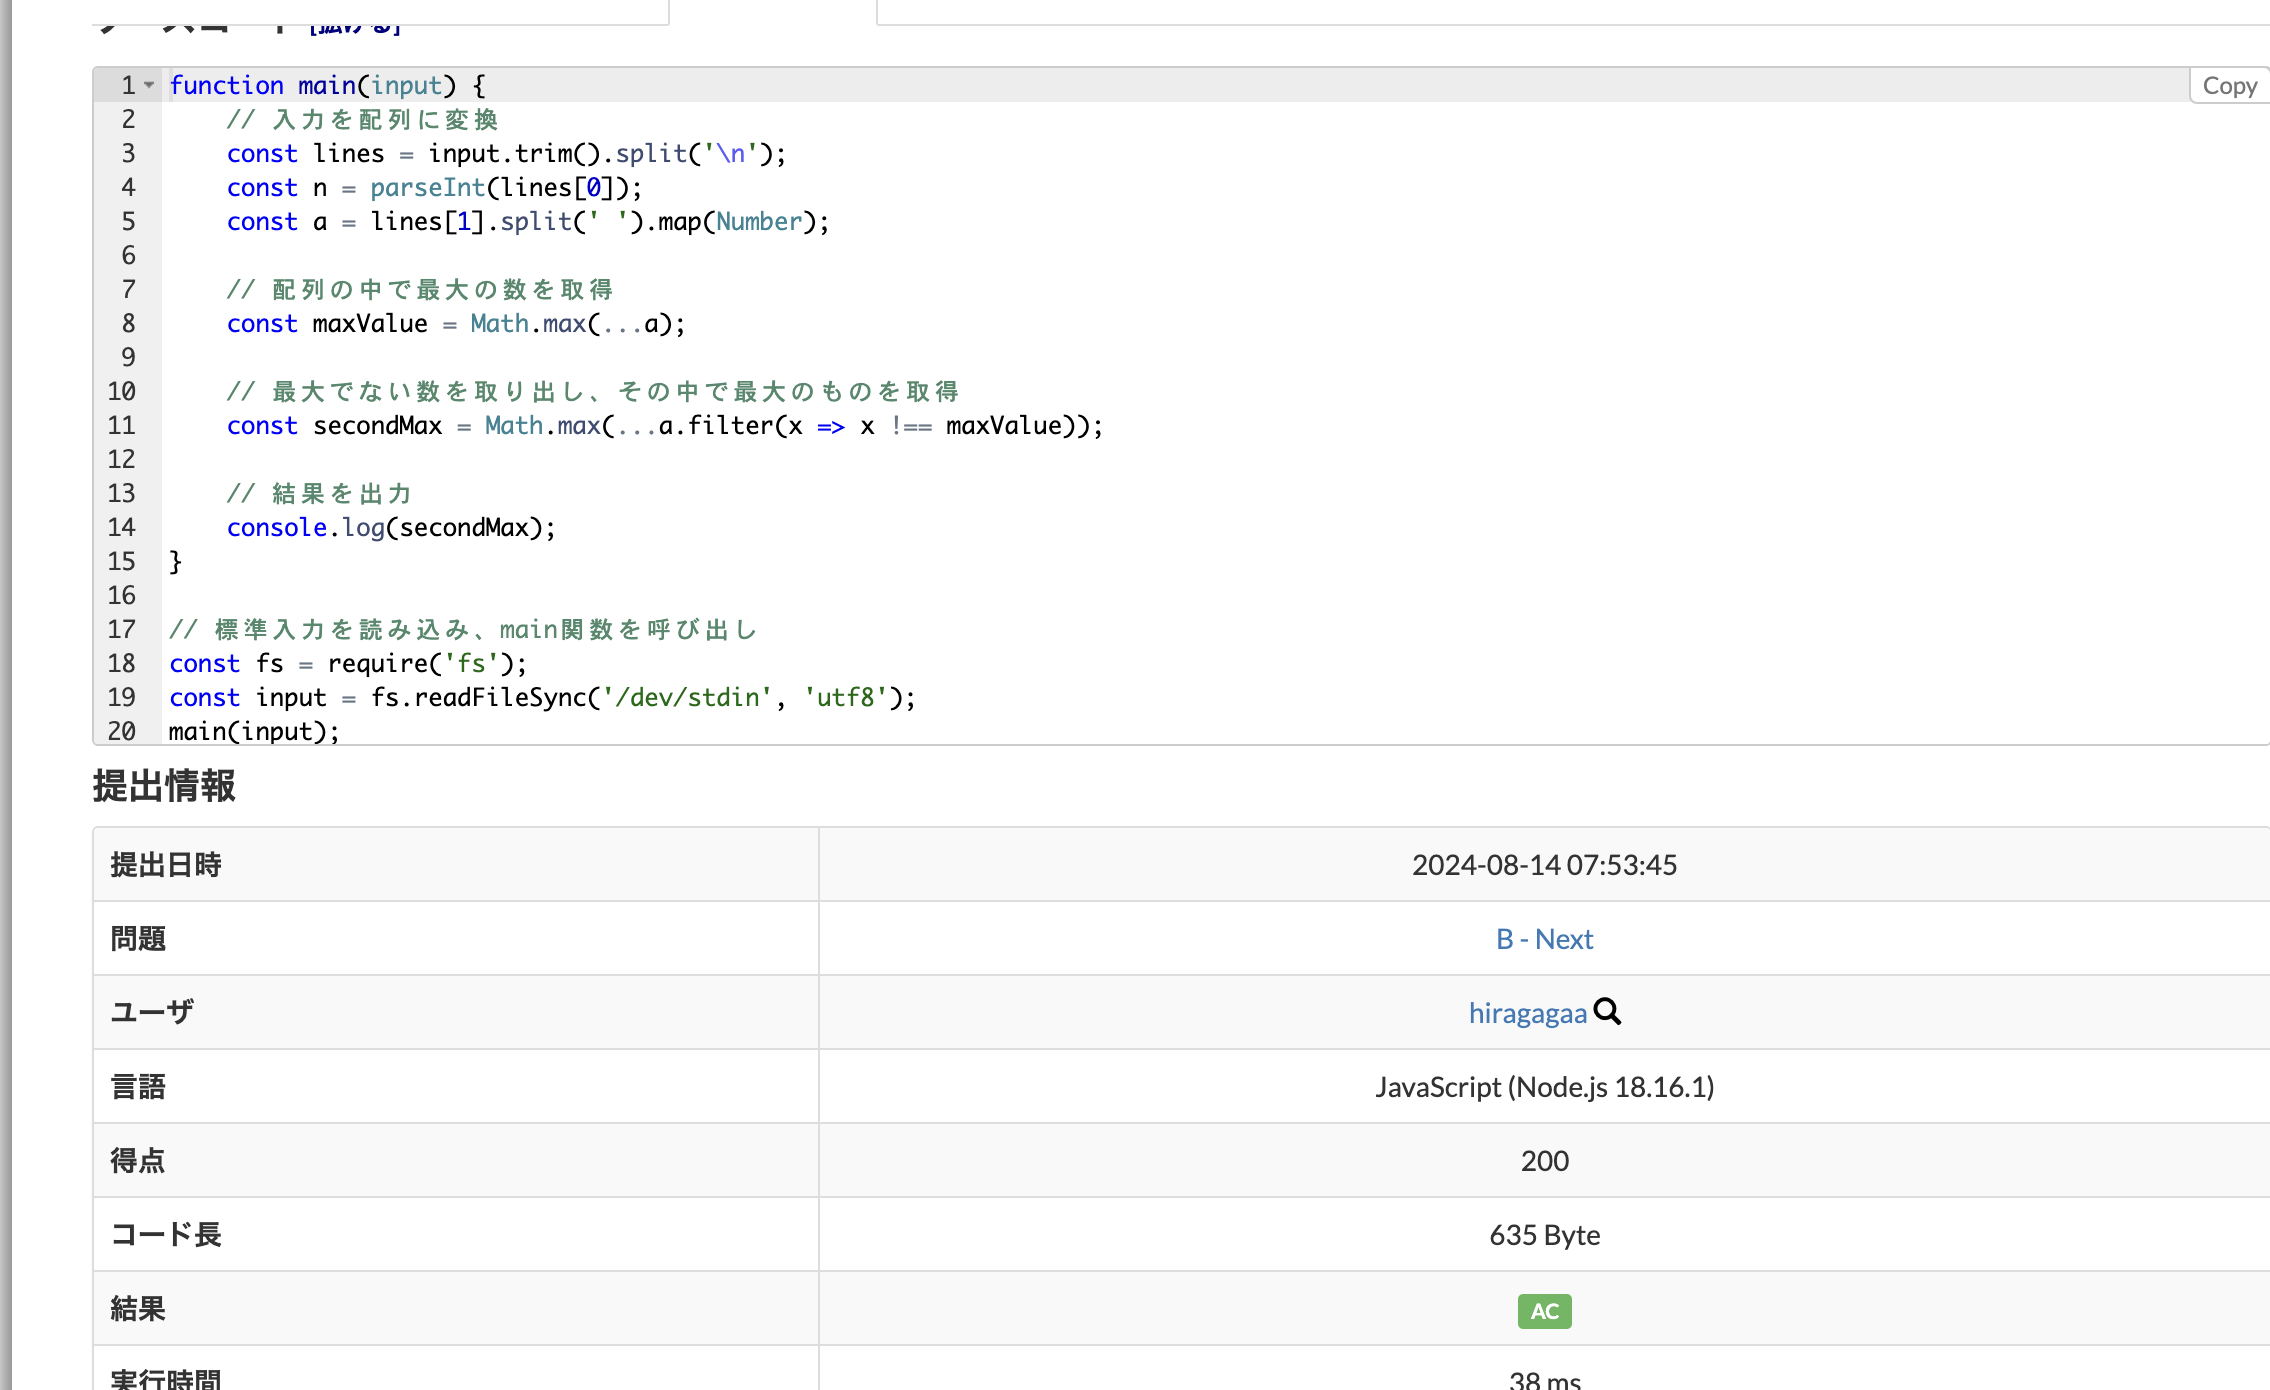 ソースコード [拡げる]
Copy
1 function main(input) {
2     // 入力を配列に変換
3     const lines = input.trim().split('\n');
4     const n = parseInt(lines[0]);
5     const a = lines[1].split(' ').map(Number);
6
7     // 配列の中で最大の数を取得
8     const maxValue = Math.max(...a);
9
10     // 最大でない数を取り出し、その中で最大のものを取得
11     const secondMax = Math.max(...a.filter(x => x !== maxValue));
12
13     // 結果を出力
14     console.log(secondMax);
15 }
16
17 // 標準入力を読み込み、main関数を呼び出し
18 const fs = require('fs');
19 const input = fs.readFileSync('/dev/stdin', 'utf8');
20 main(input);
提出情報
提出日時 2024-08-14 07:53:45
問題 B - Next
ユーザ hiragagaa
言語 JavaScript (Node.js 18.16.1)
得点 200
コード長 635 Byte
結果 AC
実行時間 38 ms